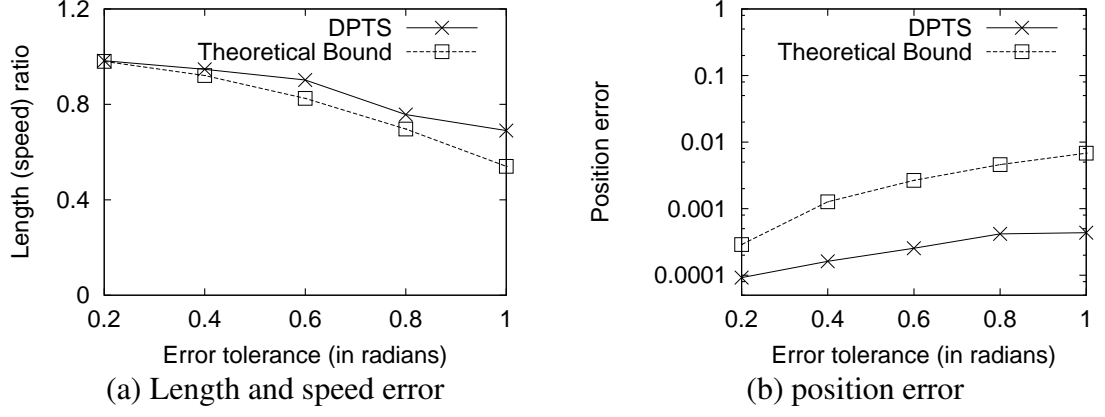 1.2
0.8
0.4
0
0.2 0.4 0.6 0.8 1
Length (speed) ratio
Error tolerance (in radians)
DPTS
Theoretical Bound
(a) Length and speed error
1
0.1
0.01
0.001
0.0001
0.2 0.4 0.6 0.8 1
Position error
Error tolerance (in radians)
DPTS
Theoretical Bound
(b) position error